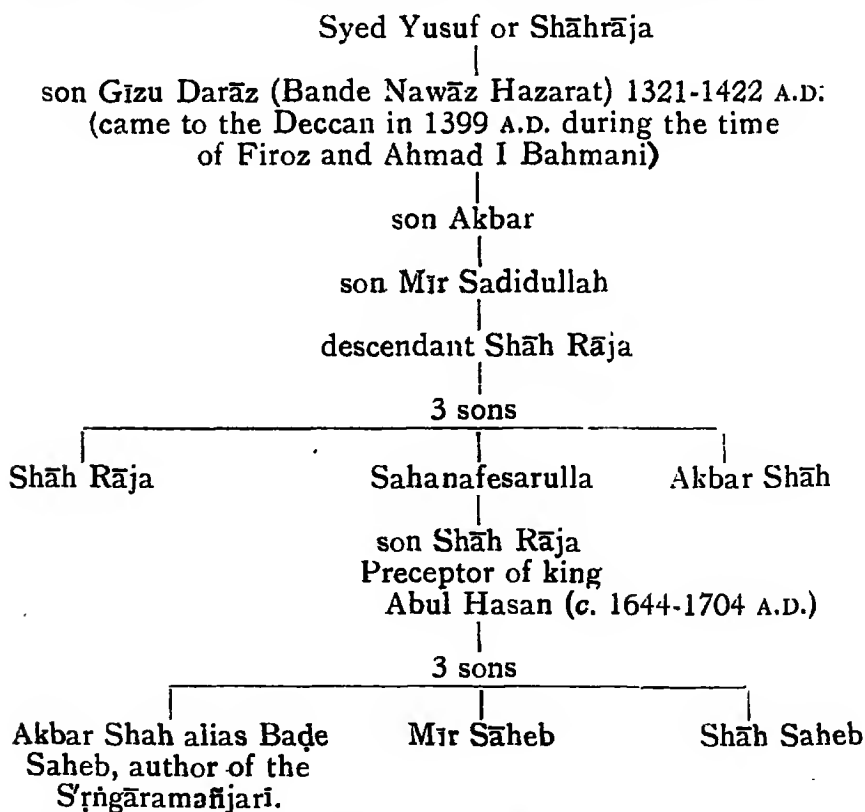 Syed Yusuf or Shāhrāja
son Gīzu Darāz (Bande Nawāz Hazarat) 1321-1422 A.D.
(came to the Deccan in 1399 A.D. during the time
of Firoz and Ahmad I Bahmani)
son Akbar
son Mīr Sadidullah
descendant Shāh Rāja
3 sons
Shāh Rāja Sahanafesarulla Akbar Shāh
son Shāh Rāja
Preceptor of king
Abul Hasan (c. 1644-1704 A.D.)
3 sons
Akbar Shah alias Baḍe Mīr Sāheb Shāh Saheb
Saheb, author of the
S'ṛṅgāramañjarī.